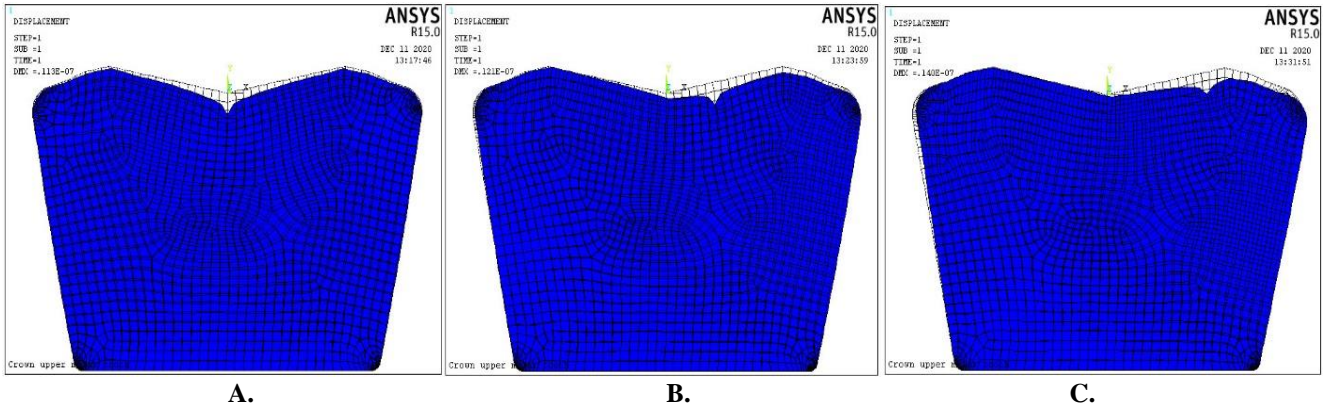 1
DISPLACEMENT
STEP=1
SUB =1
TIME=1
DMX =.113E-07
ANSYS
R15.0
DEC 11 2020
13:17:46
Y
X
Crown upper
A.
1
DISPLACEMENT
STEP=1
SUB =1
TIME=1
DMX =.121E-07
ANSYS
R15.0
DEC 11 2020
13:23:59
Y
X
Crown upper
B.
1
DISPLACEMENT
STEP=1
SUB =1
TIME=1
DMX =.140E-07
ANSYS
R15.0
DEC 11 2020
13:31:51
Y
X
Crown upper
C.